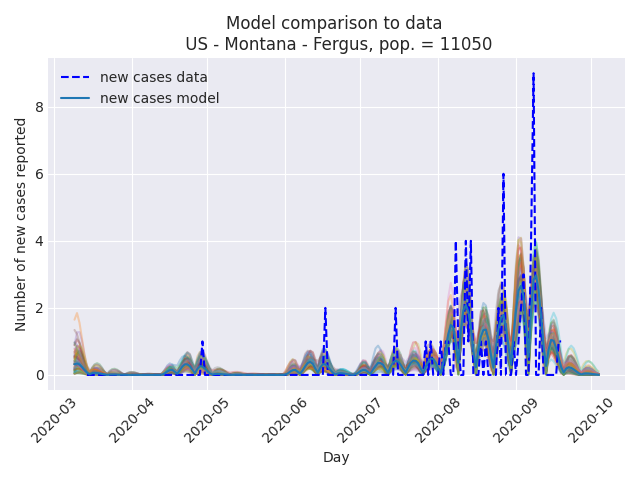 Model comparison to data
US - Montana - Fergus, pop. = 11050
new cases data
new cases model
Number of new cases reported
8
6
4
2
0
2020-03
2020-04
2020-05
2020-06
2020-07
2020-08
2020-09
2020-10
Day